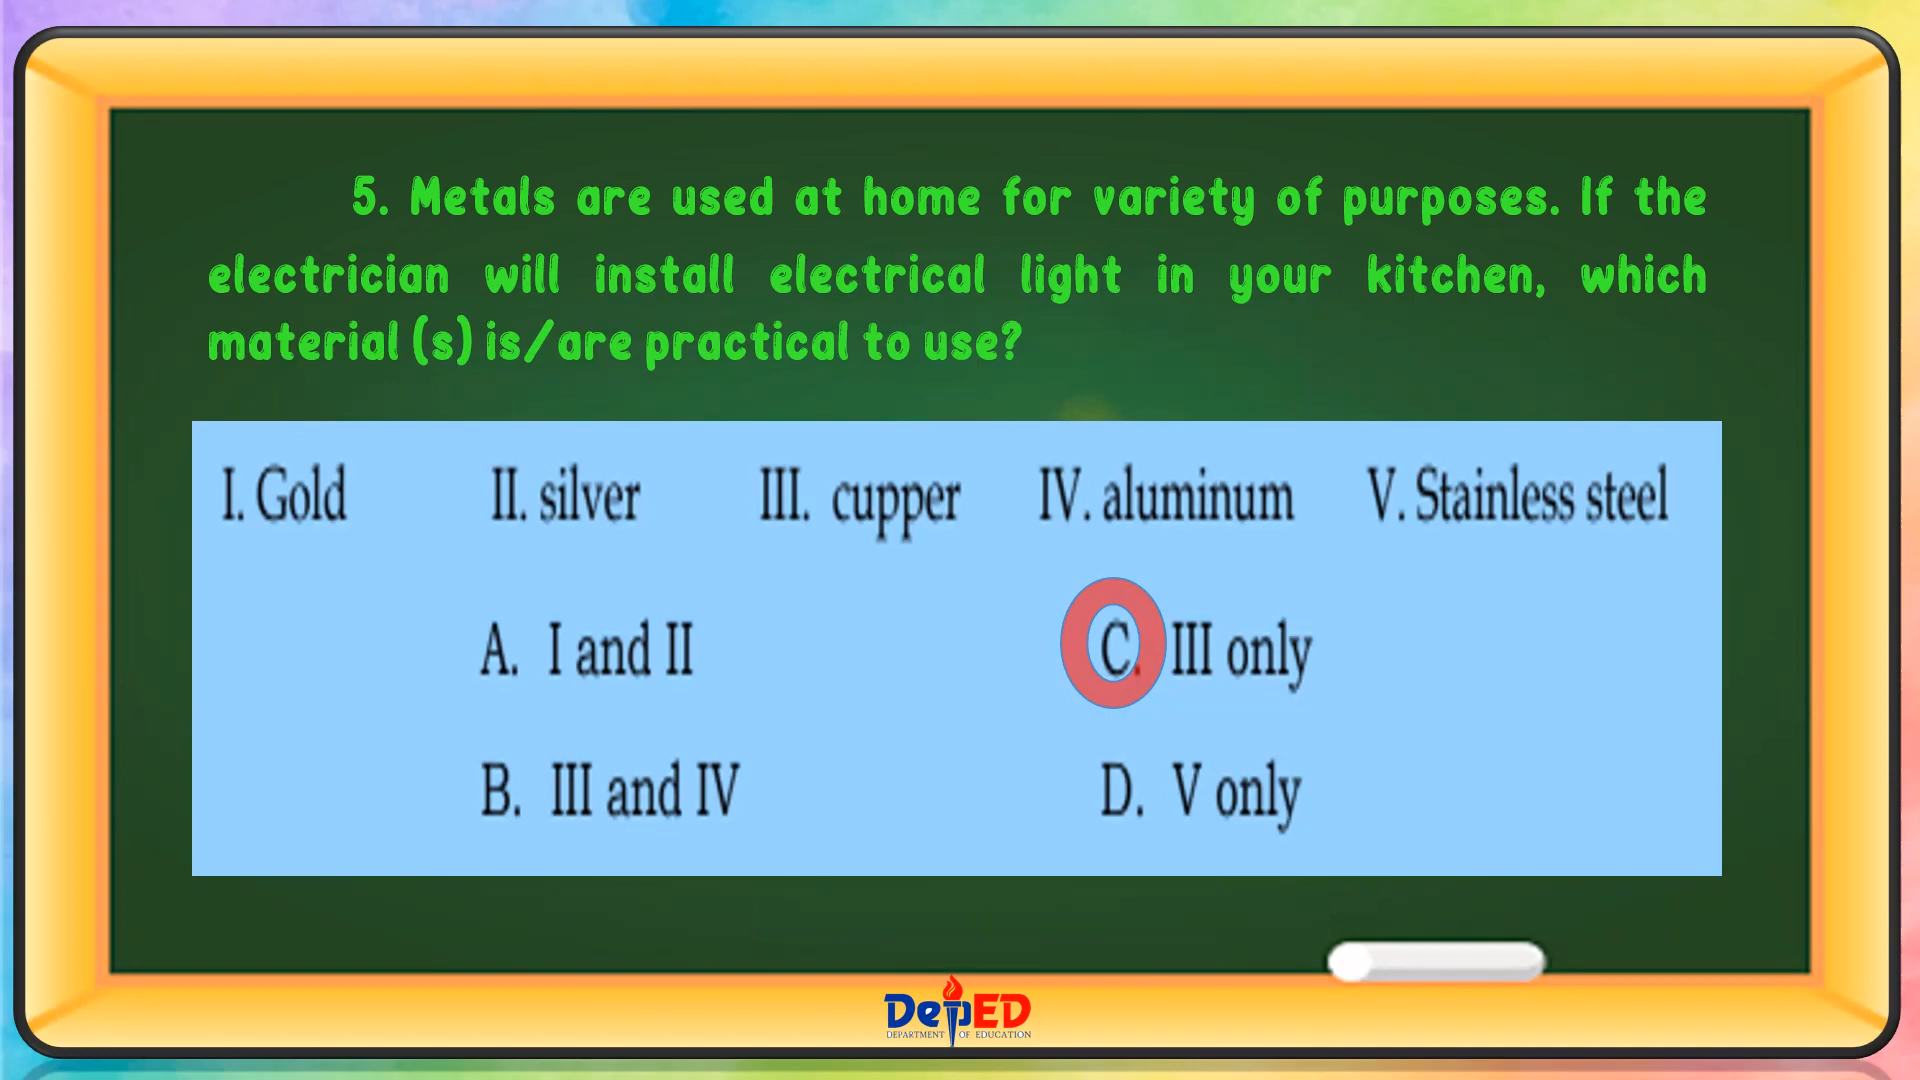 5. Metals are used at home for variety of purposes. If the
electrician will install electrical light in your kitchen, which
material (s) is/are practical to use?
I. Gold II. silver III. cupper IV. aluminum V. Stainless steel
A. I and II C. III only
B. III and IV D. V only
DepED
DEPARTMENT OF EDUCATION